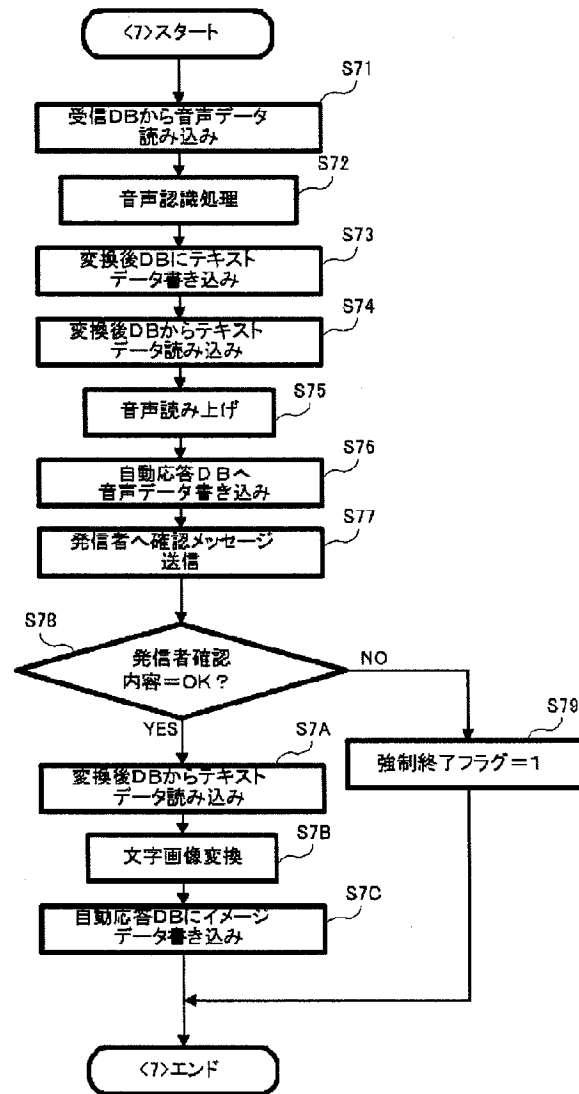 <7>スタート
S71
受信DBから音声データ
読み込み
S72
音声認識処理
S73
変換後DBにテキスト
データ書き込み
S74
変換後DBからテキスト
データ読み込み
S75
音声読み上げ
S76
自動応答DBへ
音声データ書き込み
S77
発信者へ確認メッセージ
送信
S78
発信者確認
内容=OK?
NO
YES
S79
強制終了フラグ=1
S7A
変換後DBからテキスト
データ読み込み
S7B
文字画像変換
S7C
自動応答DBにイメージ
データ書き込み
<7>エンド